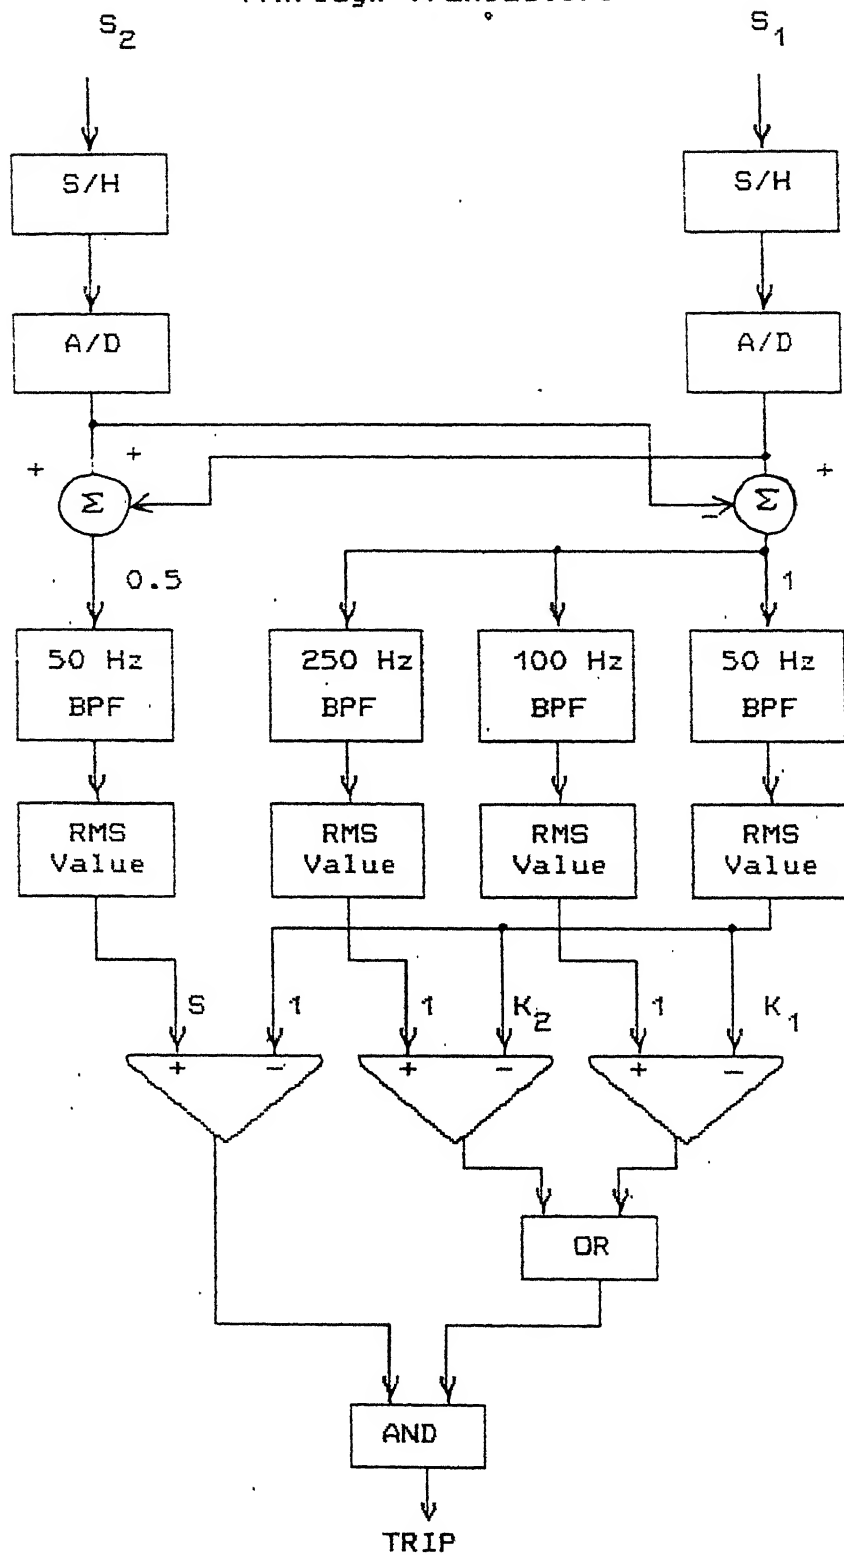 S2 S1
S/H S/H
A/D A/D
+ + +
Σ - Σ
0.5 1
50 Hz 250 Hz 100 Hz 50 Hz
BPF BPF BPF BPF
RMS RMS RMS RMS
Value Value Value Value
S 1 1 K2 1 K1
+ - + - + -
OR
AND
TRIP